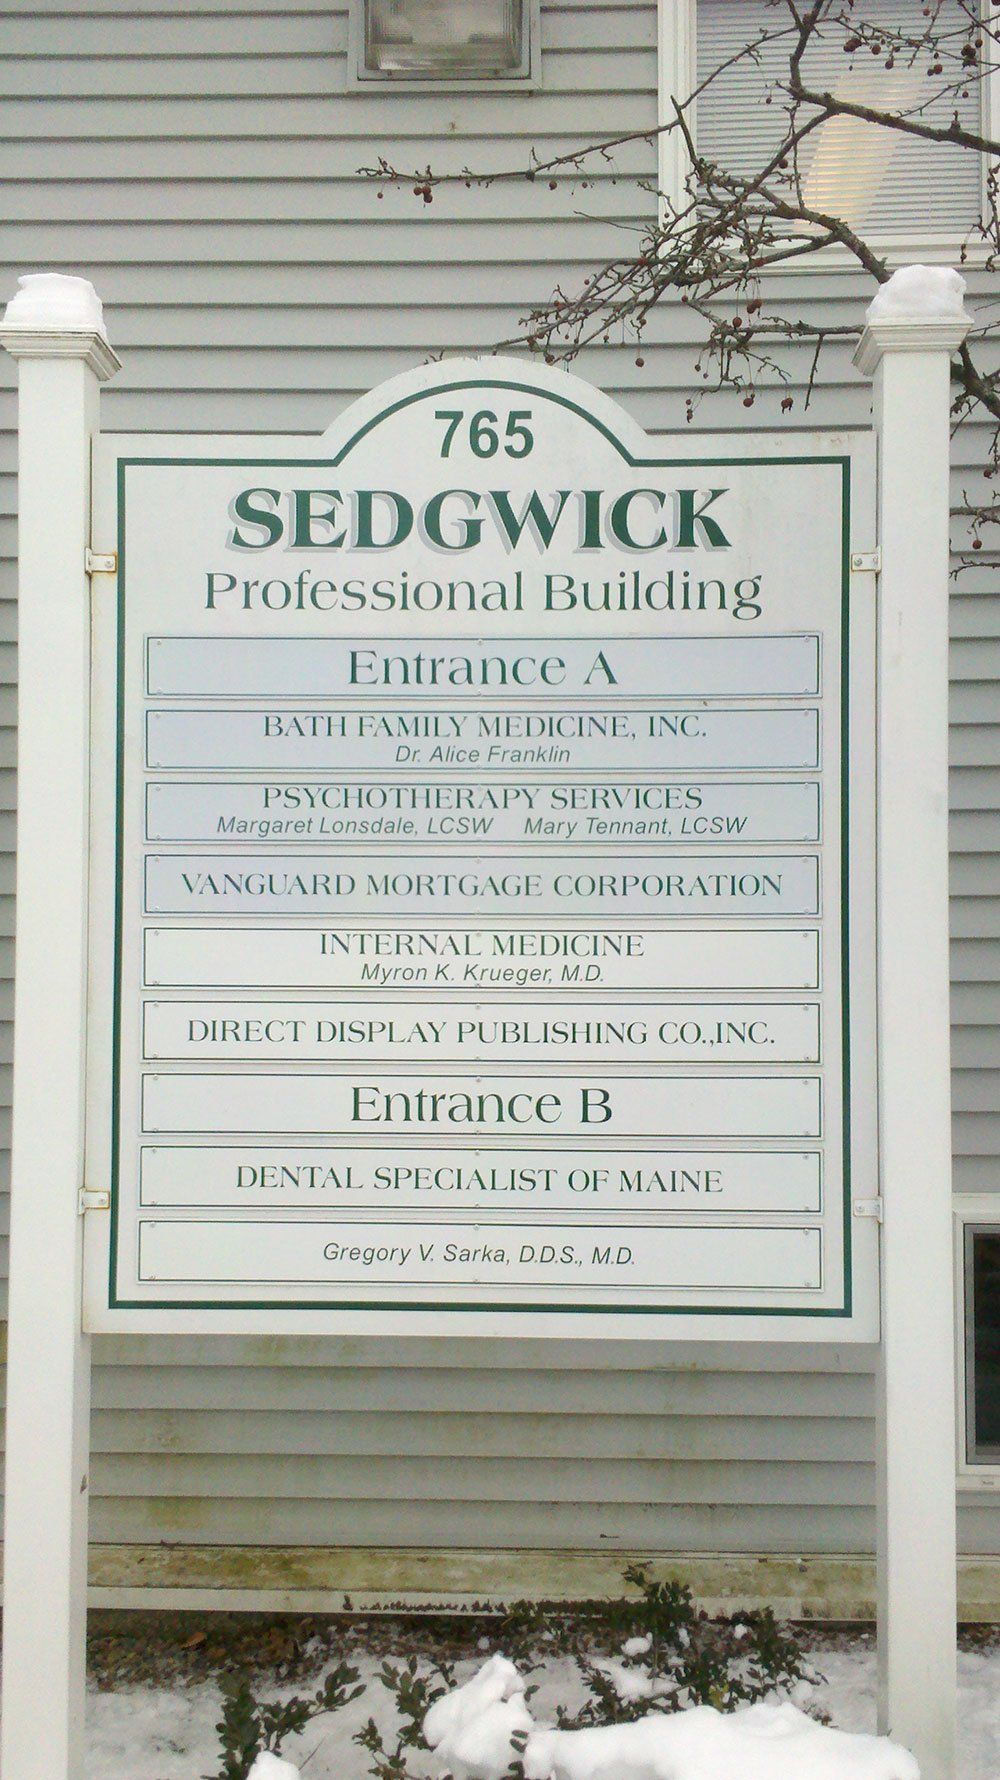 765
SEDGWICK
Professional Building
Entrance A
BATH FAMILY MEDICINE, INC.
Dr. Alice Franklin
PSYCHOTHERAPY SERVICES
Margaret Lonsdale, LCSW Mary Tennant, LCSW
VANGUARD MORTGAGE CORPORATION
INTERNAL MEDICINE
Myron K. Krueger, M.D.
DIRECT DISPLAY PUBLISHING CO.,INC.
Entrance B
DENTAL SPECIALIST OF MAINE
Gregory V. Sarka, D.D.S., M.D.